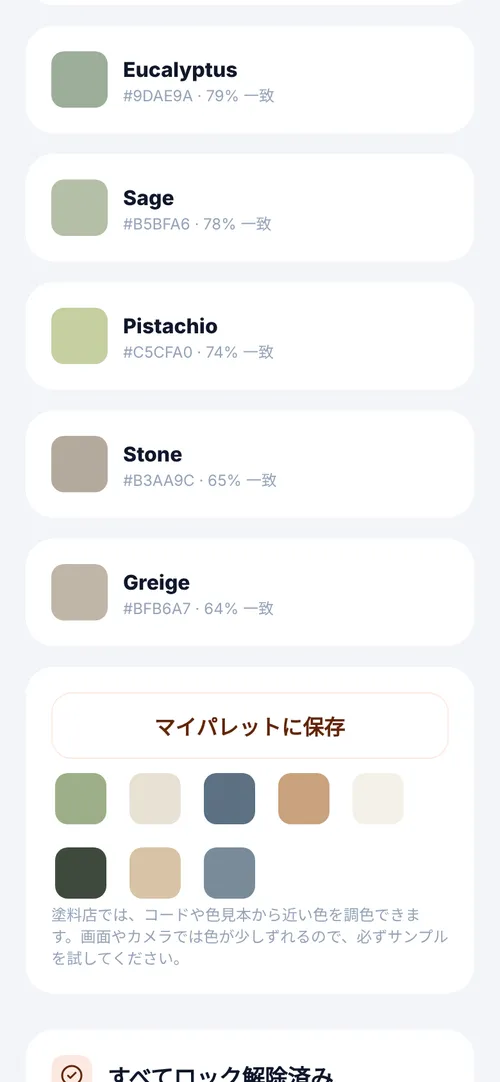 Eucalyptus
#9DAE9A · 79% 一致
Sage
#B5BFA6 · 78% 一致
Pistachio
#C5CFA0 · 74% 一致
Stone
#B3AA9C · 65% 一致
Greige
#BFB6A7 · 64% 一致
マイパレットに保存
塗料店では、コードや色見本から近い色を調色できま
す。画面やカメラでは色が少しずれるので、必ずサンプル
を試してください。
すべてロック解除済み